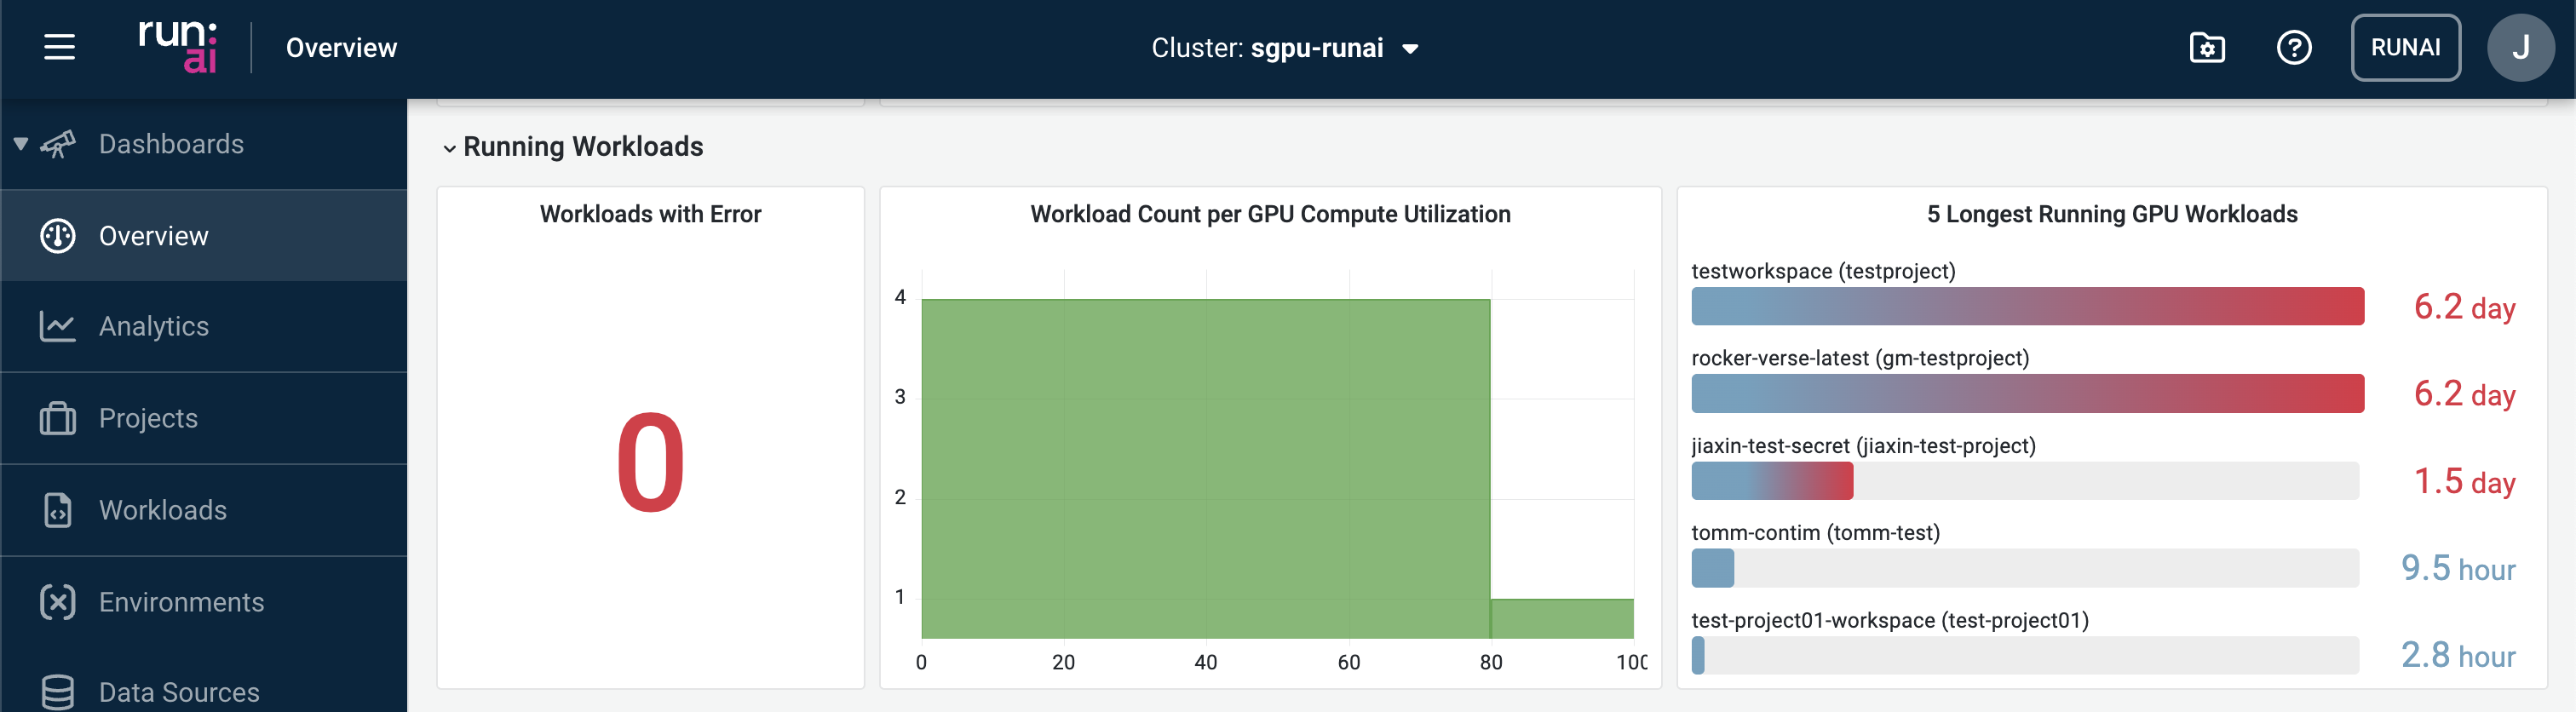 run:
ai
Overview
Cluster: sgpu-runai
RUNAI
J
Dashboards
Overview
Analytics
Projects
Workloads
Environments
Data Sources
Running Workloads
Workloads with Error
0
Workload Count per GPU Compute Utilization
4
3
2
1
0 20 40 60 80 100
5 Longest Running GPU Workloads
testworkspace (testproject)
6.2 day
rocker-verse-latest (gm-testproject)
6.2 day
jiaxin-test-secret (jiaxin-test-project)
1.5 day
tomm-contim (tomm-test)
9.5 hour
test-project01-workspace (test-project01)
2.8 hour